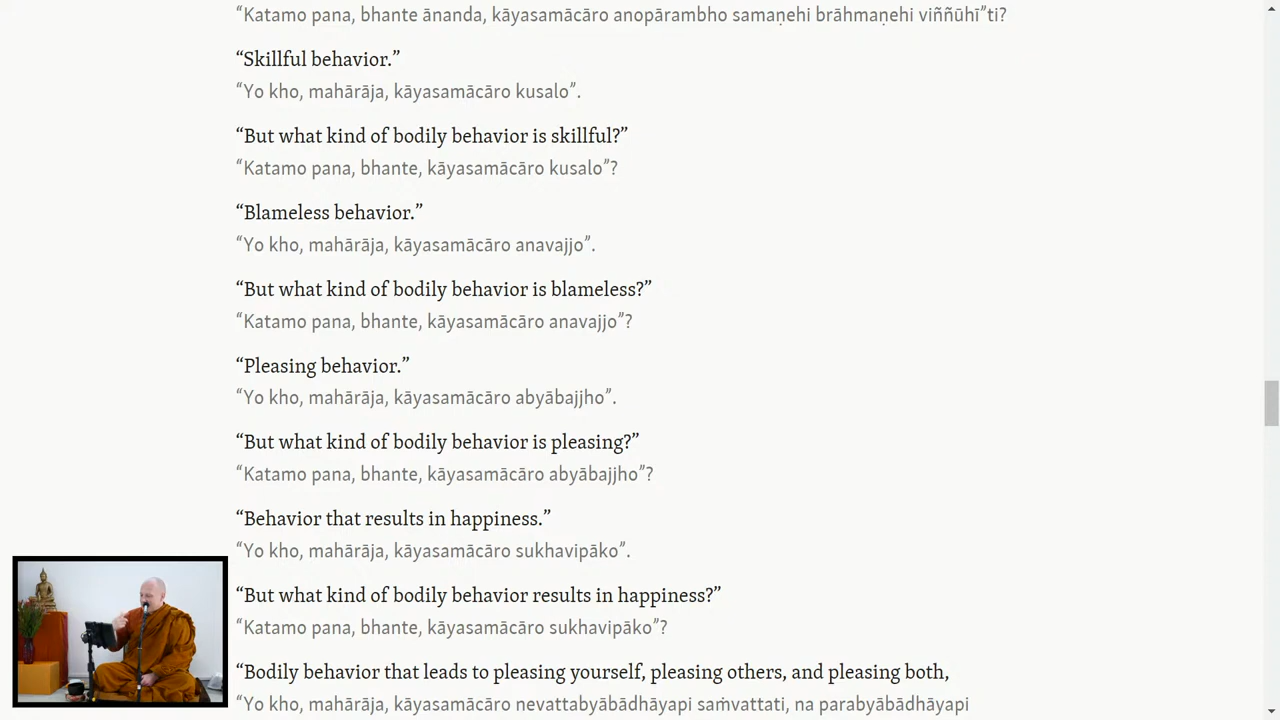 “Katamo pana, bhante ānanda, kāyasamācāro anopārambho samaṇehi brāhmaṇehi viññūhī”ti?
“Skillful behavior.”
“Yo kho, mahārāja, kāyasamācāro kusalo”.
“But what kind of bodily behavior is skillful?”
“Katamo pana, bhante, kāyasamācāro kusalo”?
“Blameless behavior.”
“Yo kho, mahārāja, kāyasamācāro anavajjo”.
“But what kind of bodily behavior is blameless?”
“Katamo pana, bhante, kāyasamācāro anavajjo”?
“Pleasing behavior.”
“Yo kho, mahārāja, kāyasamācāro abyābajjho”.
“But what kind of bodily behavior is pleasing?”
“Katamo pana, bhante, kāyasamācāro abyābajjho”?
“Behavior that results in happiness.”
“Yo kho, mahārāja, kāyasamācāro sukhavipāko”.
“But what kind of bodily behavior results in happiness?”
“Katamo pana, bhante, kāyasamācāro sukhavipāko”?
“Bodily behavior that leads to pleasing yourself, pleasing others, and pleasing both,
“Yo kho, mahārāja, kāyasamācāro nevattabyābādhāyapi saṁvattati, na parabyābādhāyapi